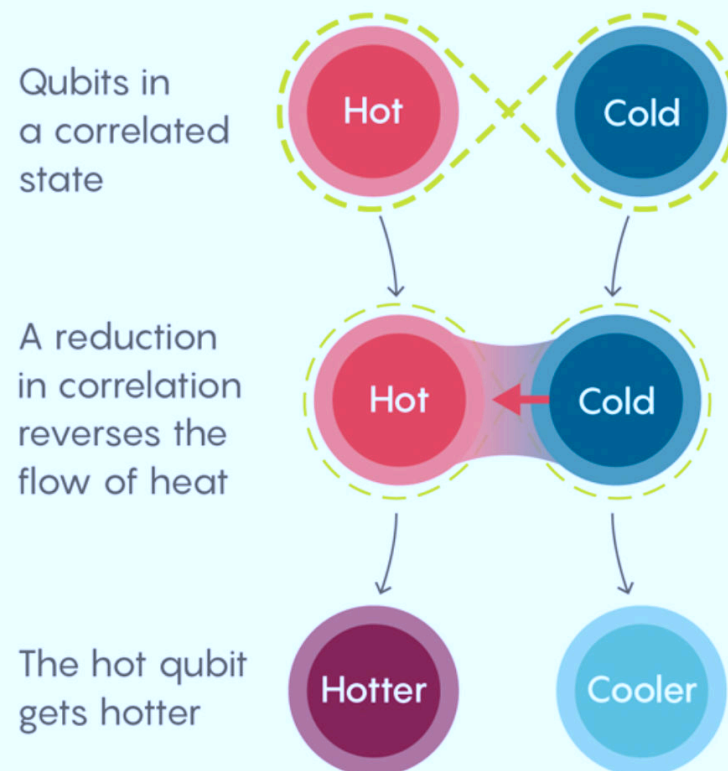 Qubits in
a correlated
state
Hot
Cold
A reduction
in correlation
reverses the
flow of heat
Hot
Cold
The hot qubit
gets hotter
Hotter
Cooler